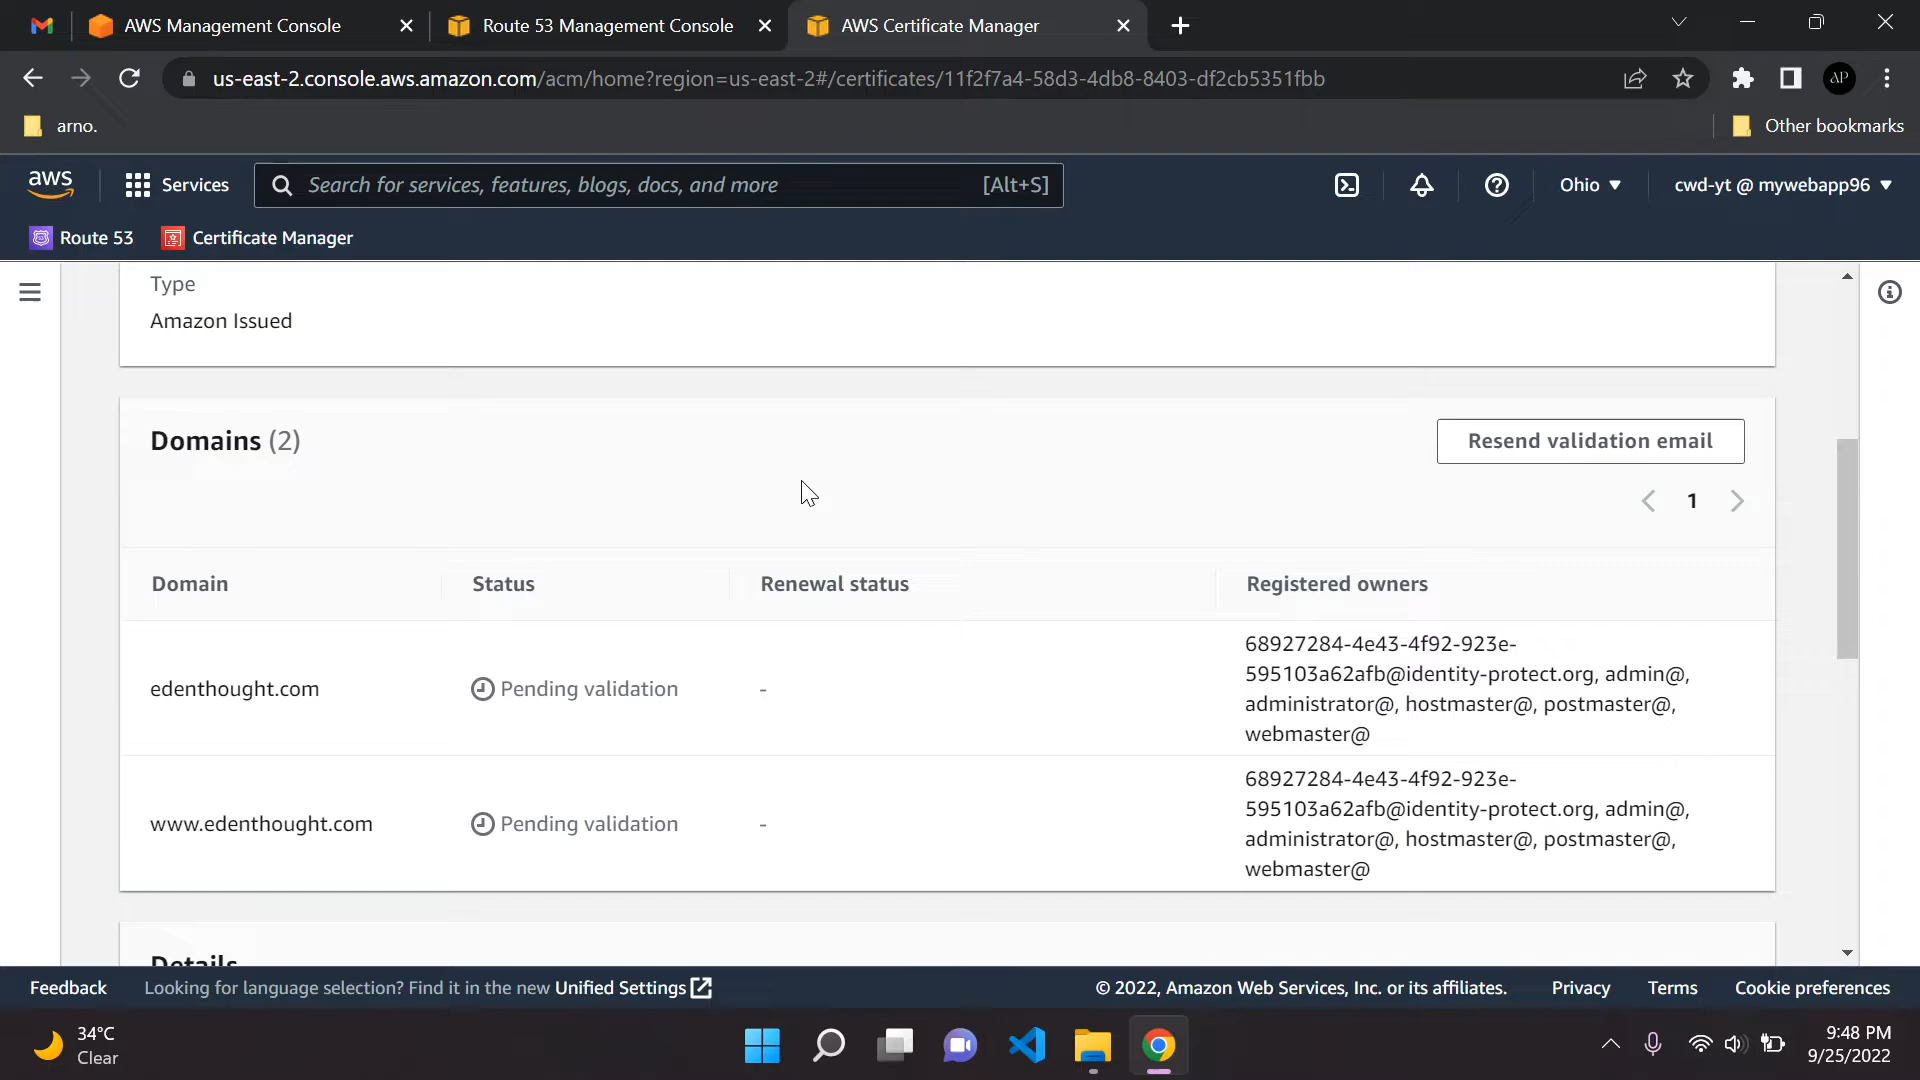 AWS Management Console
Route 53 Management Console
AWS Certificate Manager
us-east-2.console.aws.amazon.com/acm/home?region=us-east-2#/certificates/11f2f7a4-58d3-4db8-8403-df2cb5351fbb
AP
arno.
Other bookmarks
aws
Services
Search for services, features, blogs, docs, and more
[Alt+S]
Ohio
cwd-yt @ mywebapp96
Route 53
Certificate Manager
Type
Amazon Issued
Domains (2)
Resend validation email
1
Domain
Status
Renewal status
Registered owners
edenthought.com
Pending validation
-
68927284-4e43-4f92-923e-
595103a62afb@identity-protect.org, admin@,
administrator@, hostmaster@, postmaster@,
webmaster@
www.edenthought.com
Pending validation
-
68927284-4e43-4f92-923e-
595103a62afb@identity-protect.org, admin@,
administrator@, hostmaster@, postmaster@,
webmaster@
Details
Feedback
Looking for language selection? Find it in the new Unified Settings
© 2022, Amazon Web Services, Inc. or its affiliates.
Privacy
Terms
Cookie preferences
34°C
Clear
9:48 PM
9/25/2022